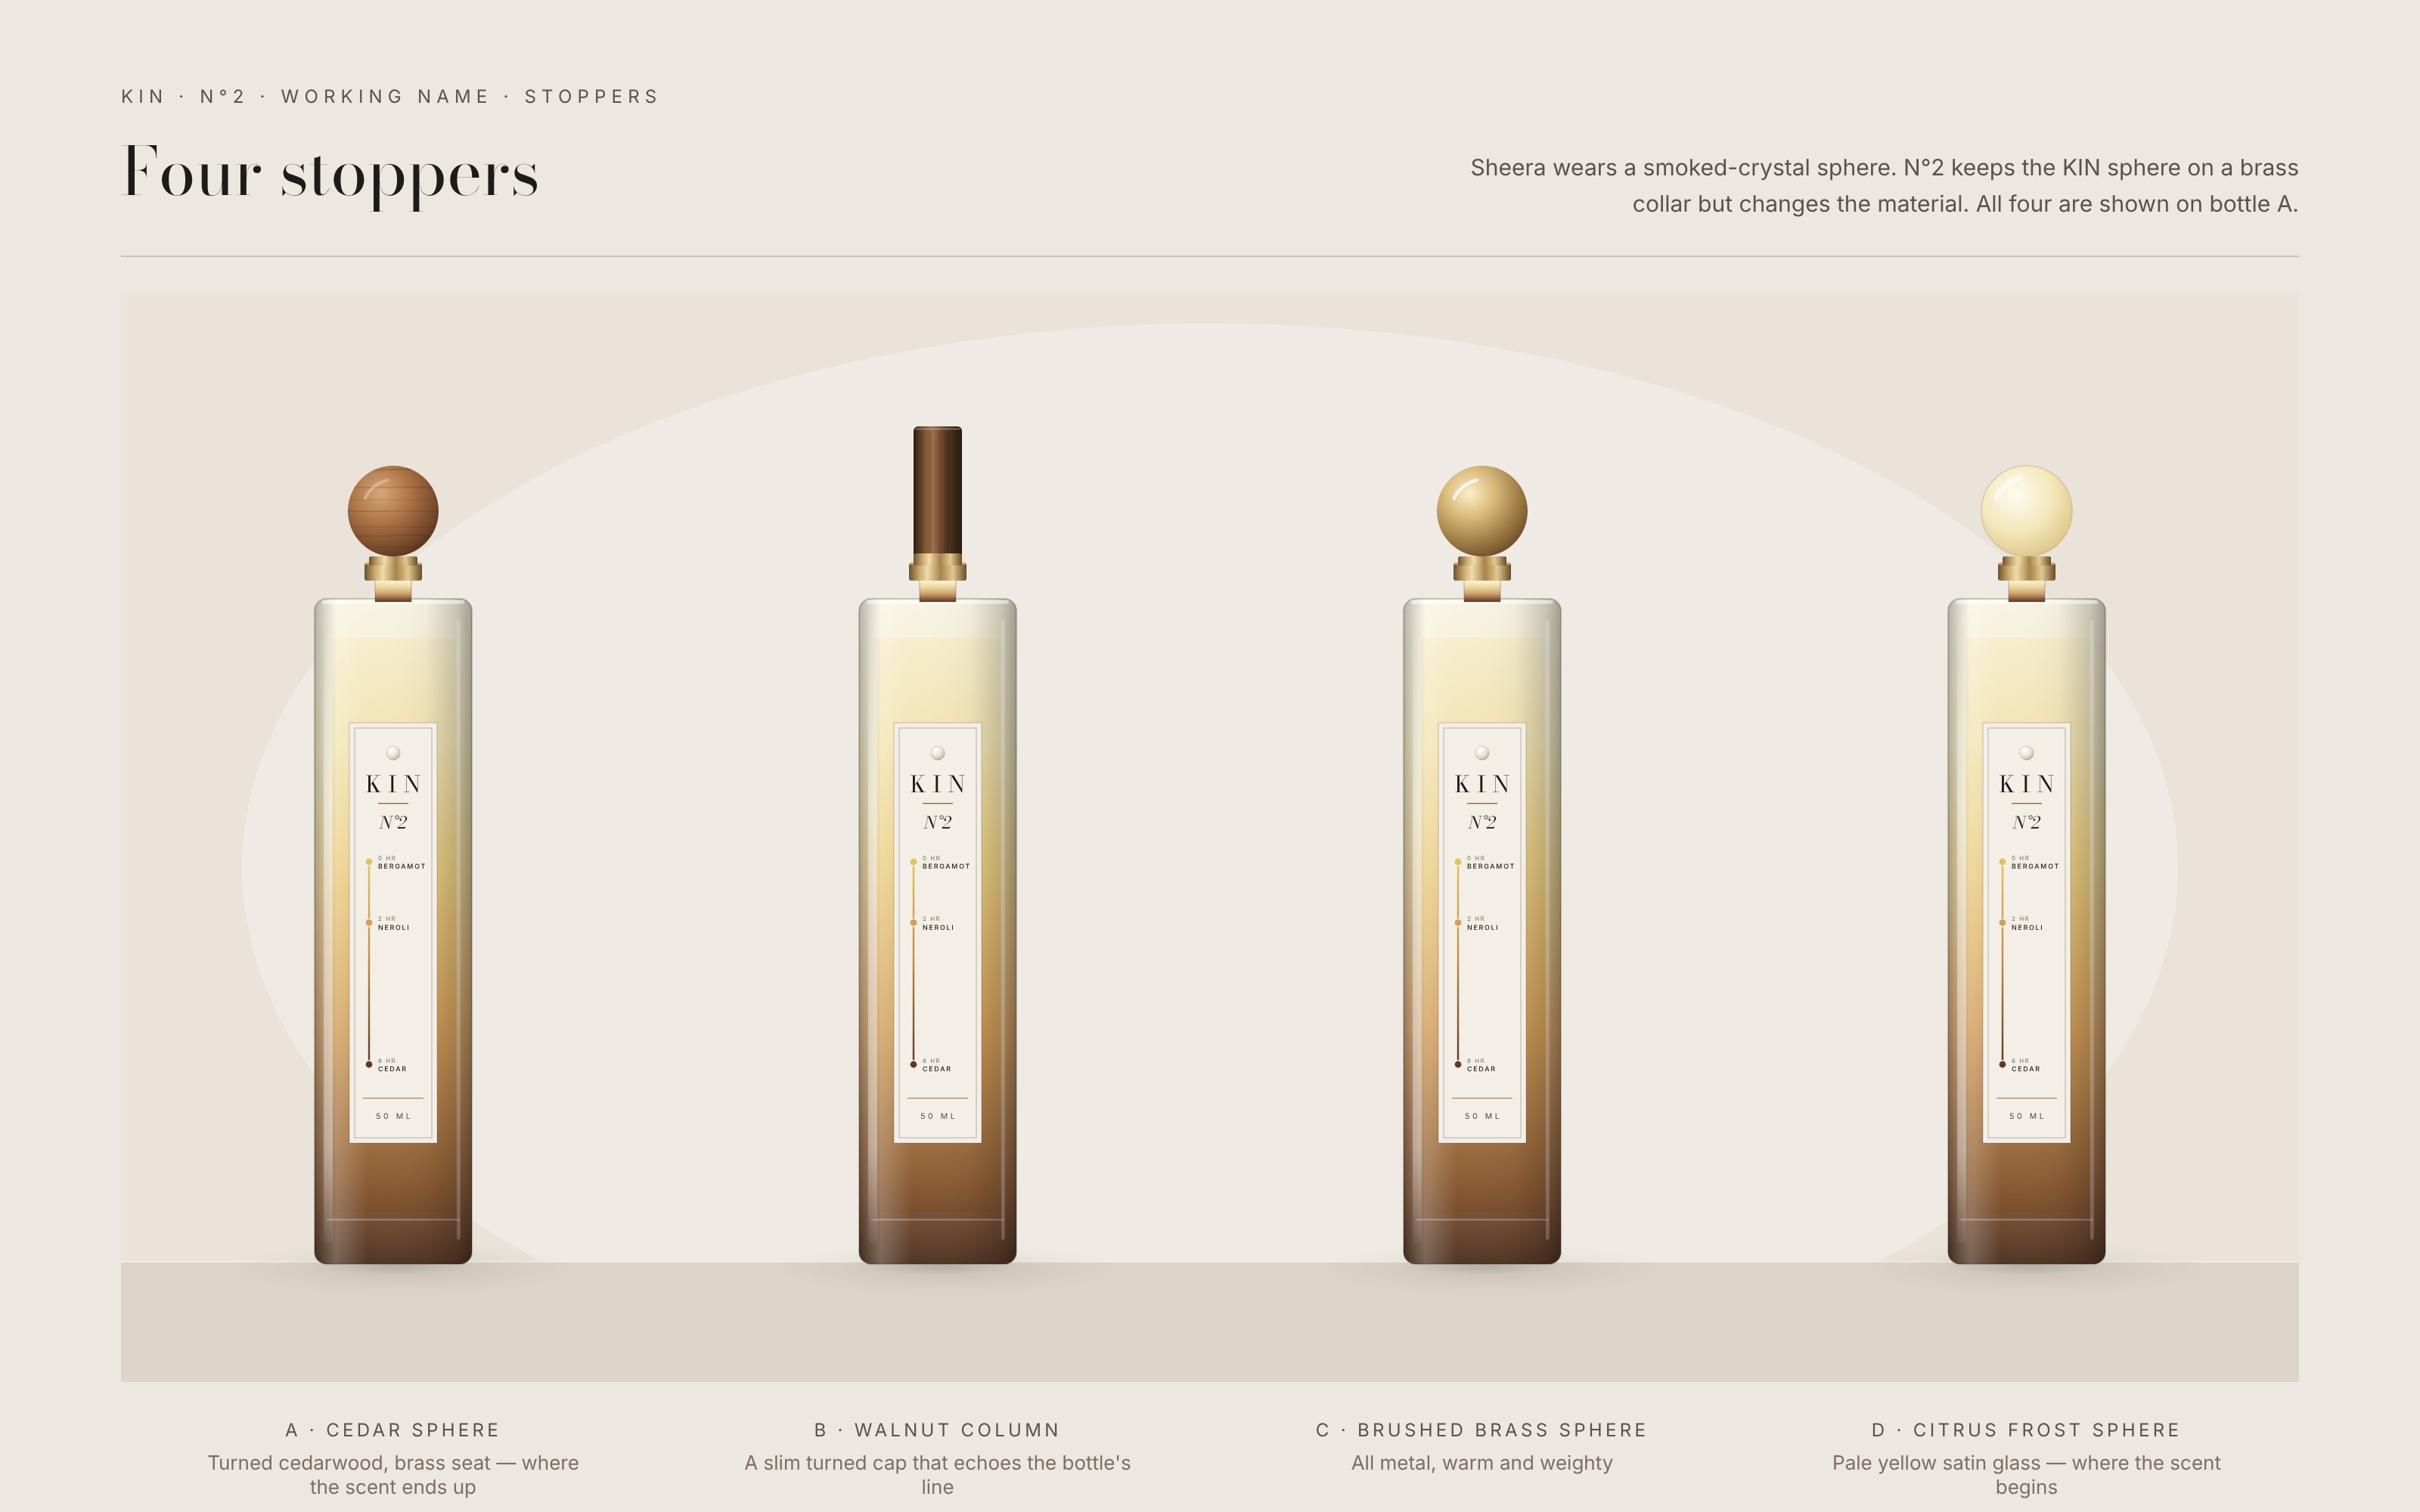 KIN · N°2 · WORKING NAME · STOPPERS
Four stoppers
Sheera wears a smoked-crystal sphere. N°2 keeps the KIN sphere on a brass
collar but changes the material. All four are shown on bottle A.
KIN
N°2
0 HR
BERGAMOT
2 HR
NEROLI
8 HR
CEDAR
50 ML
KIN
N°2
0 HR
BERGAMOT
2 HR
NEROLI
8 HR
CEDAR
50 ML
KIN
N°2
0 HR
BERGAMOT
2 HR
NEROLI
8 HR
CEDAR
50 ML
KIN
N°2
0 HR
BERGAMOT
2 HR
NEROLI
8 HR
CEDAR
50 ML
A · CEDAR SPHERE
Turned cedarwood, brass seat — where
the scent ends up
B · WALNUT COLUMN
A slim turned cap that echoes the bottle's
line
C · BRUSHED BRASS SPHERE
All metal, warm and weighty
D · CITRUS FROST SPHERE
Pale yellow satin glass — where the scent
begins